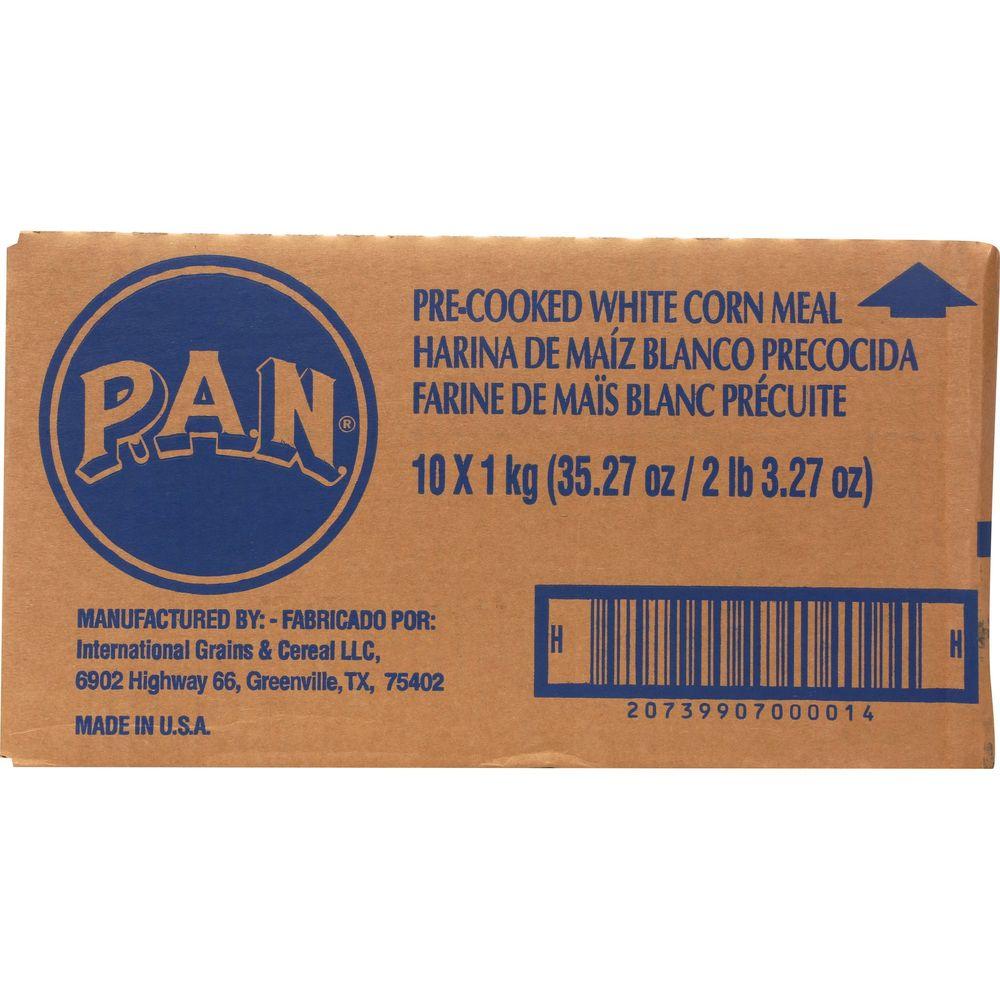 P.A.N.®
PRE-COOKED WHITE CORN MEAL
HARINA DE MAÍZ BLANCO PRECOCIDA
FARINE DE MAÏS BLANC PRÉCUITE
10 X 1 kg (35.27 oz / 2 lb 3.27 oz)
MANUFACTURED BY: - FABRICADO POR:
International Grains & Cereal LLC,
6902 Highway 66, Greenville, TX, 75402
MADE IN U.S.A.
H H
20739907000014